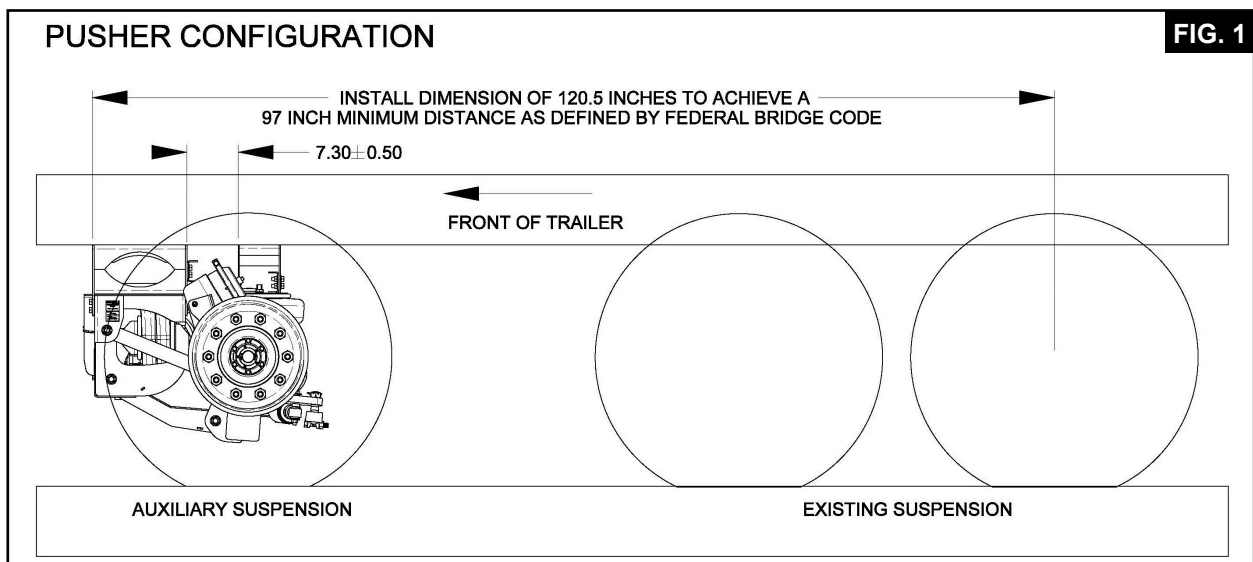 PUSHER CONFIGURATION
FIG. 1
INSTALL DIMENSION OF 120.5 INCHES TO ACHIEVE A
97 INCH MINIMUM DISTANCE AS DEFINED BY FEDERAL BRIDGE CODE
7.30±0.50
FRONT OF TRAILER
AUXILIARY SUSPENSION
EXISTING SUSPENSION